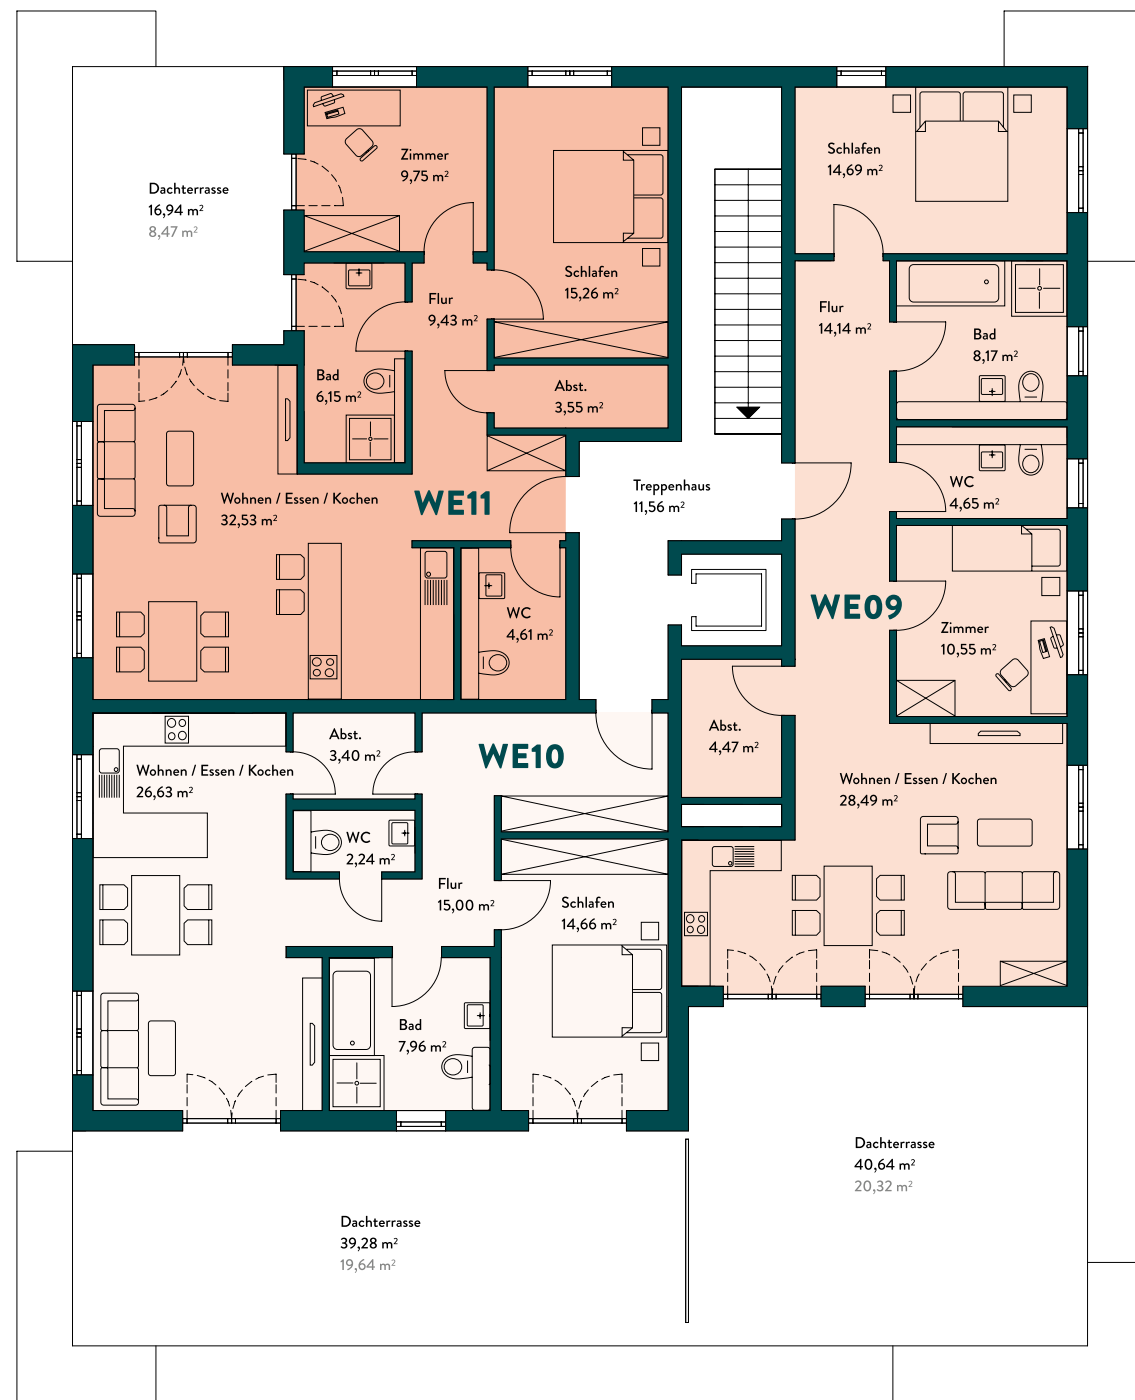 Dachterrasse
16,94 m²
8,47 m²
Zimmer
9,75 m²
Schlafen
15,26 m²
Flur
9,43 m²
Bad
6,15 m²
Abst.
3,55 m²
Wohnen / Essen / Kochen
32,53 m²
WE11
WC
4,61 m²
Treppenhaus
11,56 m²
Schlafen
14,69 m²
Flur
14,14 m²
Bad
8,17 m²
WC
4,65 m²
WE09
Zimmer
10,55 m²
Abst.
4,47 m²
Wohnen / Essen / Kochen
28,49 m²
Abst.
3,40 m²
WE10
Wohnen / Essen / Kochen
26,63 m²
WC
2,24 m²
Flur
15,00 m²
Schlafen
14,66 m²
Bad
7,96 m²
Dachterrasse
40,64 m²
20,32 m²
Dachterrasse
39,28 m²
19,64 m²